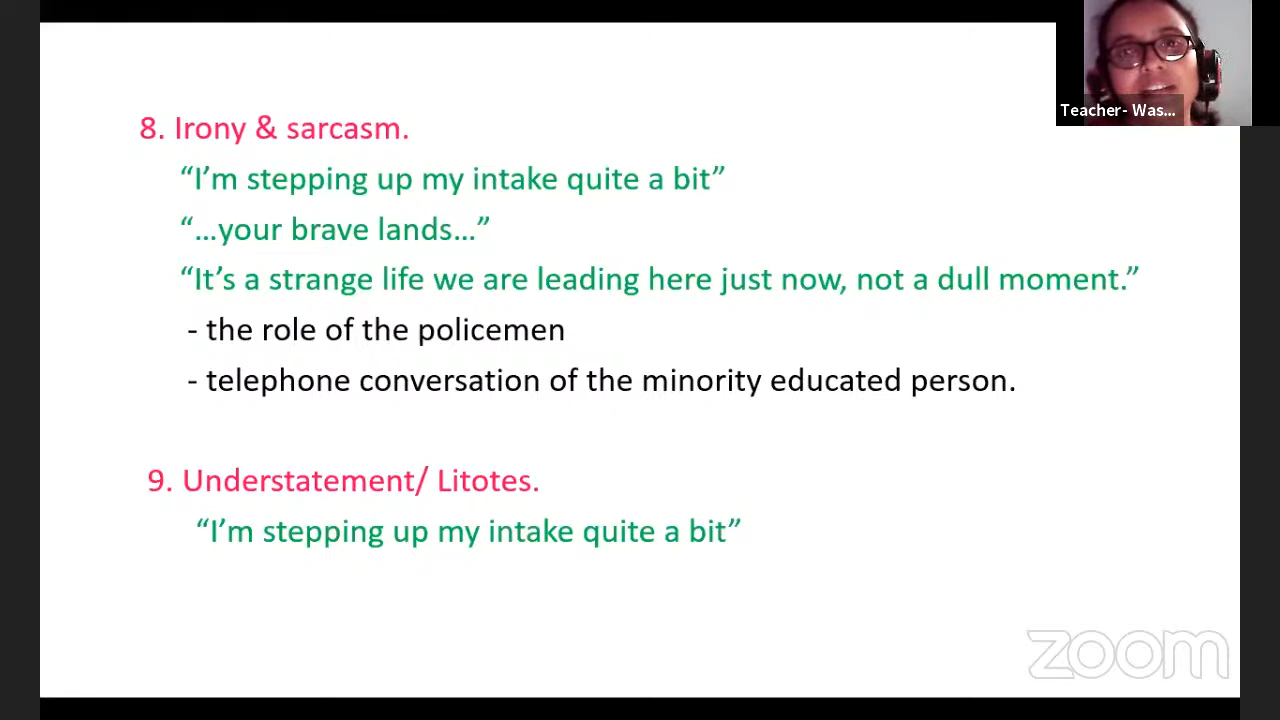 Teacher- Was...
8. Irony & sarcasm.
“I’m stepping up my intake quite a bit”
“…your brave lands…”
“It’s a strange life we are leading here just now, not a dull moment.”
- the role of the policemen
- telephone conversation of the minority educated person.
9. Understatement/ Litotes.
“I’m stepping up my intake quite a bit”
zoom